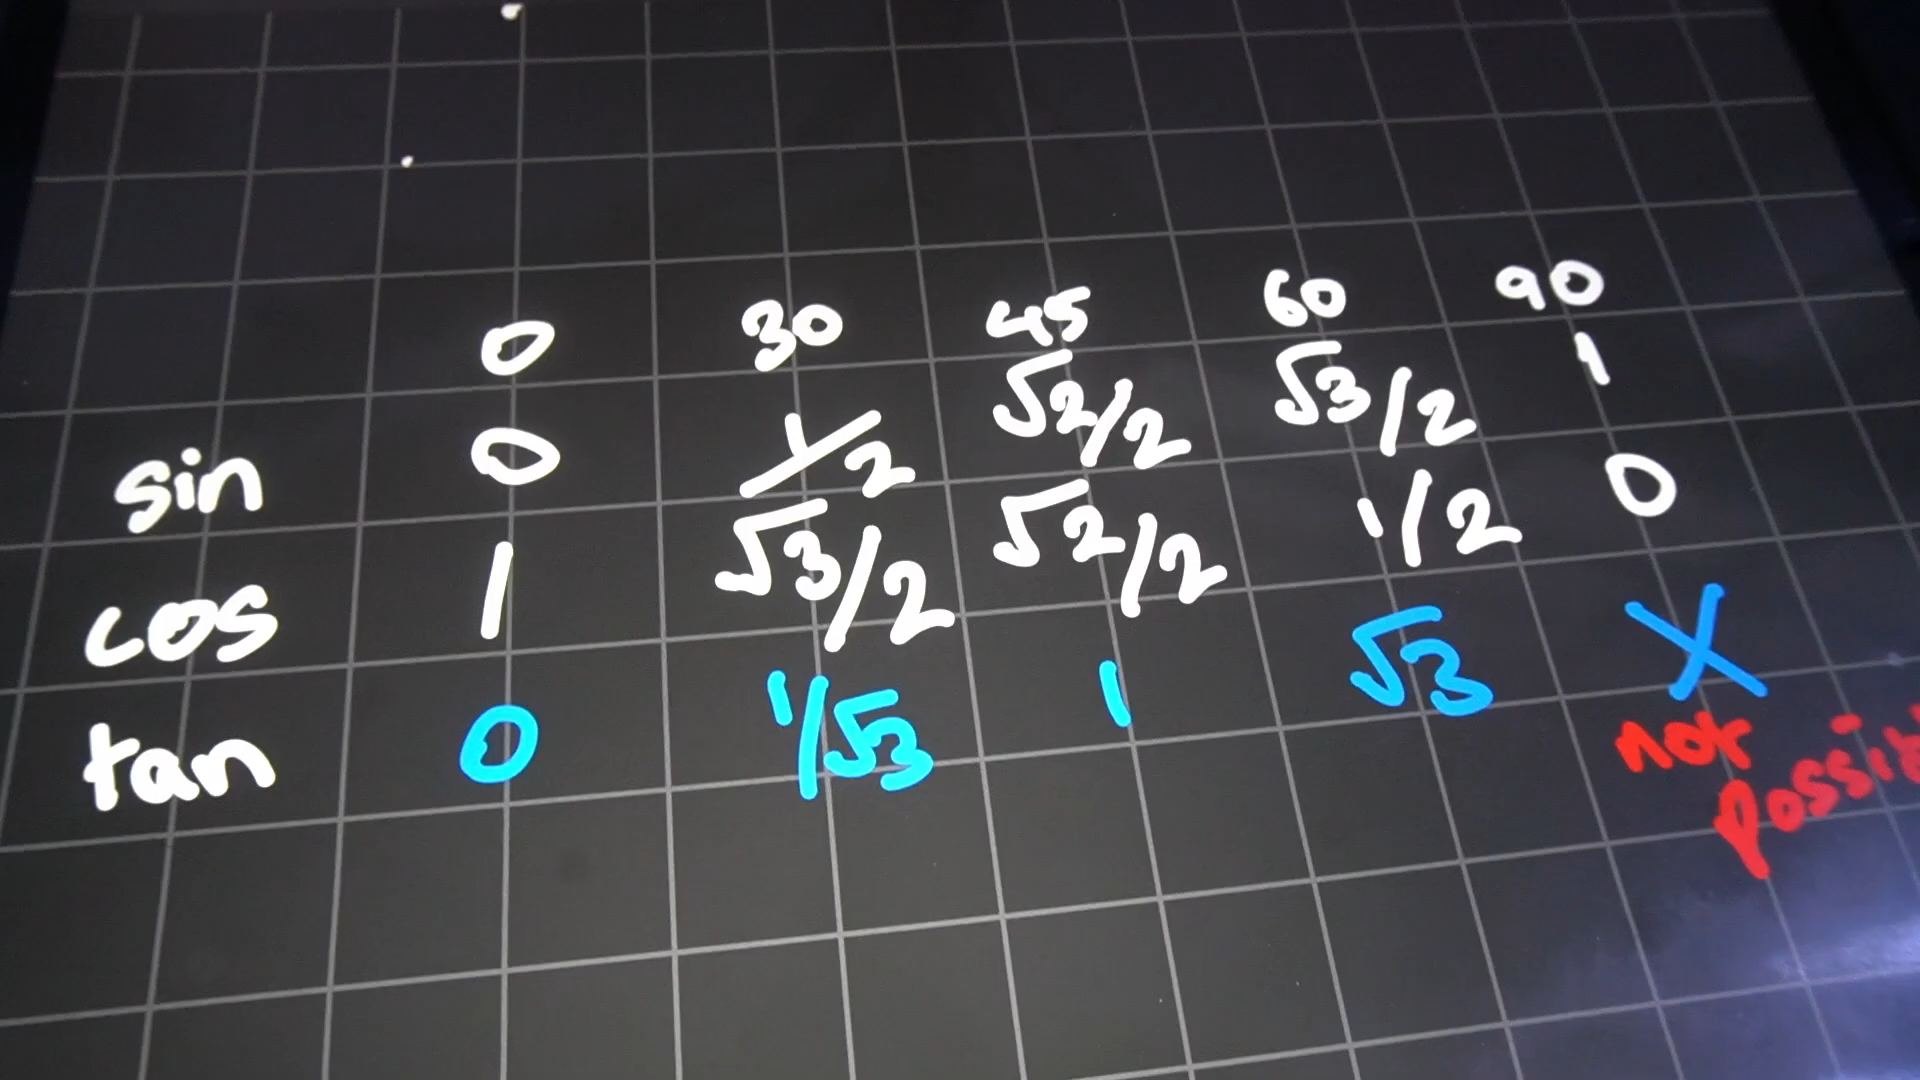 0 30 45 60 90
sin 0 1/2 √2/2 √3/2 1
cos 1 √3/2 √2/2 1/2 0
tan 0 1/√3 1 √3 X
not
possib